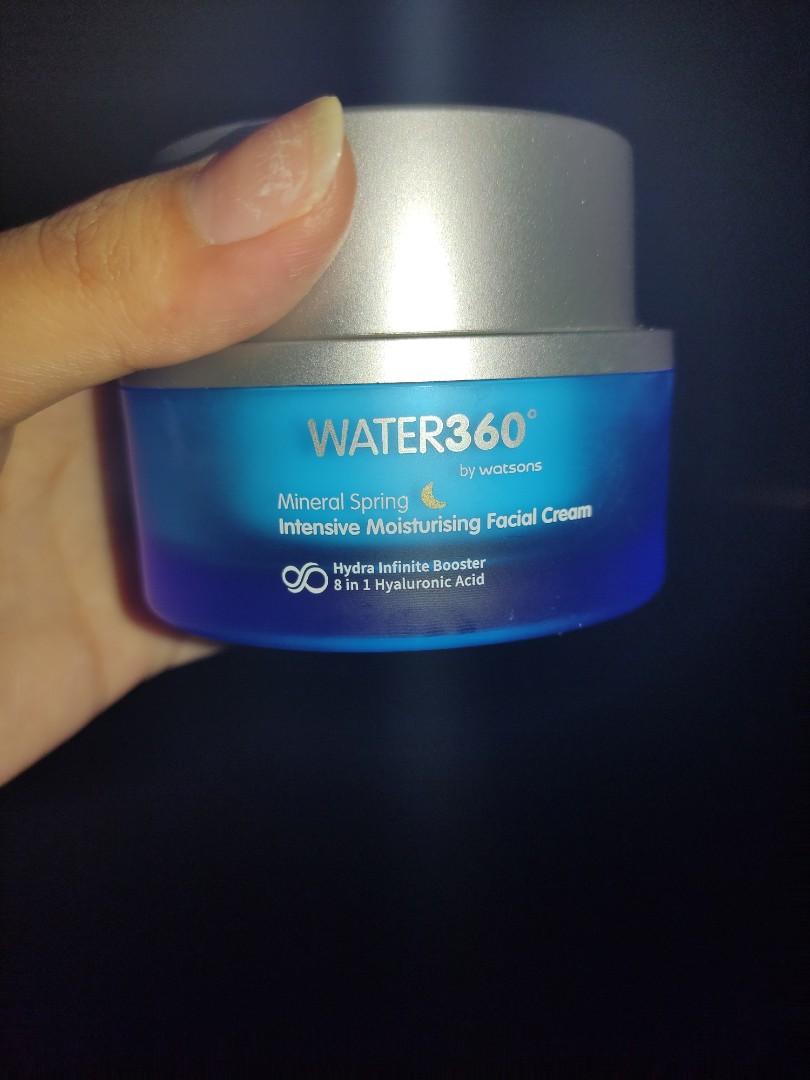 WATER360°
by watsons
Mineral Spring
Intensive Moisturising Facial Cream
Hydra Infinite Booster
8 in 1 Hyaluronic Acid